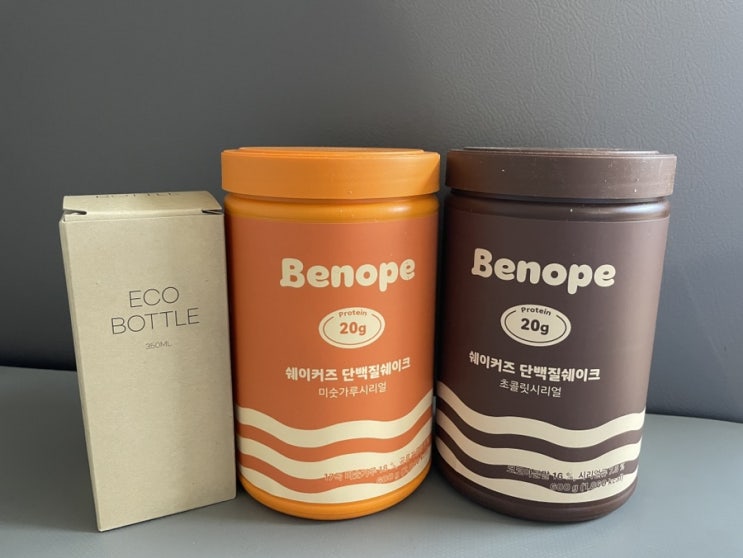 ECO
BOTTLE
350ML
Benope
Protein
20g
쉐이커즈 단백질쉐이크
미숫가루시리얼
Benope
Protein
20g
쉐이커즈 단백질쉐이크
초콜릿시리얼
600 g